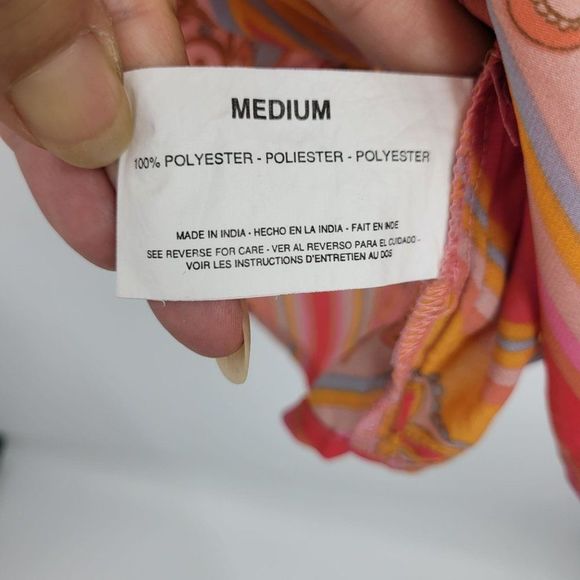 MEDIUM
100% POLYESTER - POLIESTER - POLYESTER
MADE IN INDIA - HECHO EN LA INDIA - FAIT EN INDE
SEE REVERSE FOR CARE - VER AL REVERSO PARA EL CUIDADO -
VOIR LES INSTRUCTIONS D'ENTRETIEN AU DOS